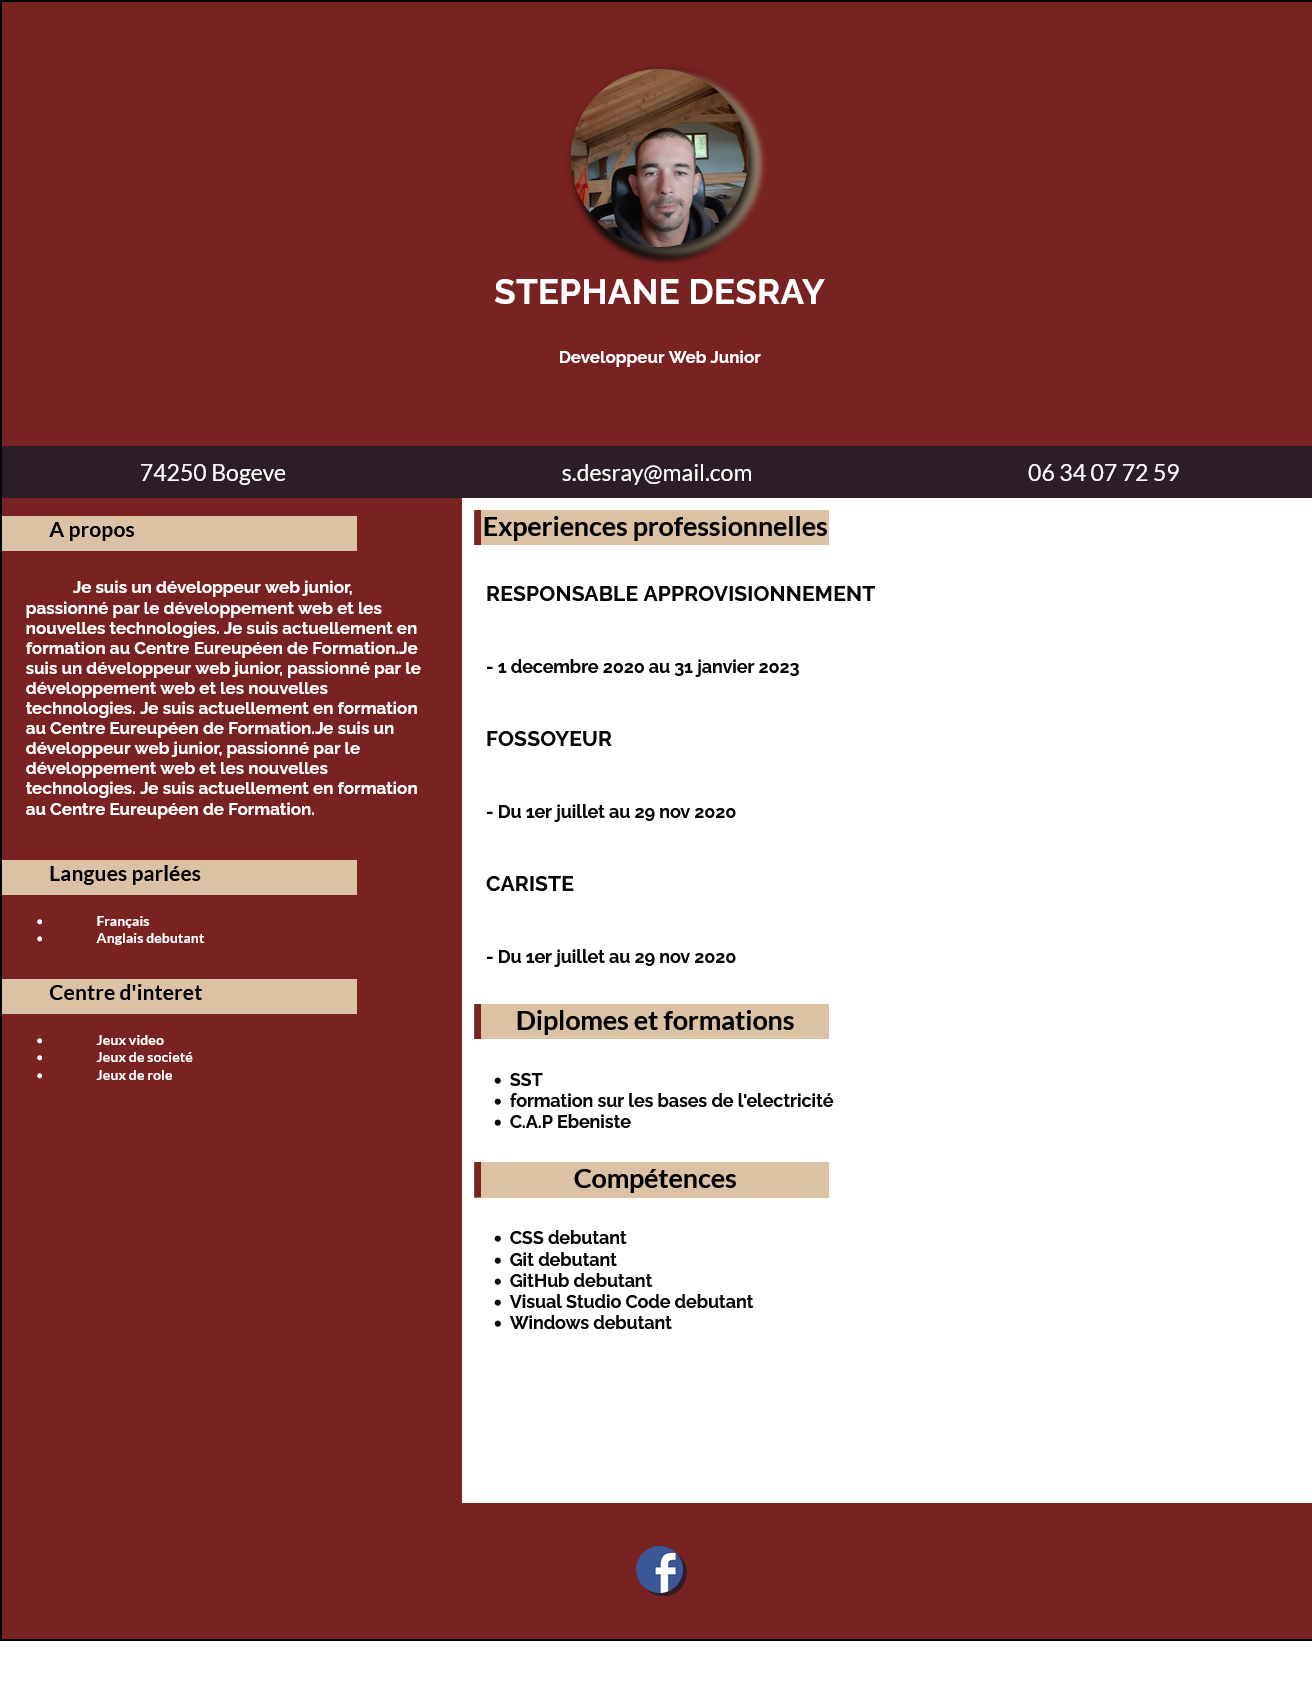 STEPHANE DESRAY
Developpeur Web Junior
74250 Bogeve
s.desray@mail.com
06 34 07 72 59
A propos
Je suis un développeur web junior,
passionné par le développement web et les
nouvelles technologies. Je suis actuellement en
formation au Centre Eureupéen de Formation.Je
suis un développeur web junior, passionné par le
développement web et les nouvelles
technologies. Je suis actuellement en formation
au Centre Eureupéen de Formation.Je suis un
développeur web junior, passionné par le
développement web et les nouvelles
technologies. Je suis actuellement en formation
au Centre Eureupéen de Formation.
Langues parlées
Français
Anglais debutant
Centre d'interet
Jeux video
Jeux de societé
Jeux de role
Experiences professionnelles
RESPONSABLE APPROVISIONNEMENT
- 1 decembre 2020 au 31 janvier 2023
FOSSOYEUR
- Du 1er juillet au 29 nov 2020
CARISTE
- Du 1er juillet au 29 nov 2020
Diplomes et formations
SST
formation sur les bases de l'electricité
C.A.P Ebeniste
Compétences
CSS debutant
Git debutant
GitHub debutant
Visual Studio Code debutant
Windows debutant